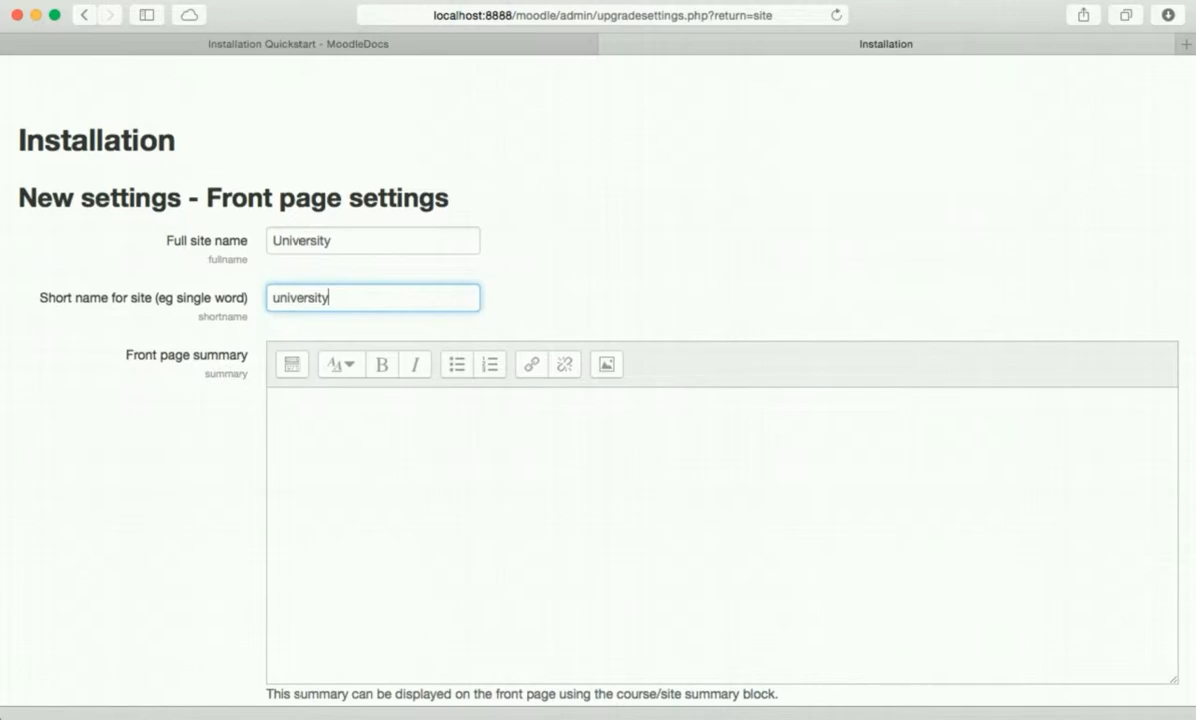 localhost:8888/moodle/admin/upgradesettings.php?return=site
Installation Quickstart - MoodleDocs
Installation
Installation
New settings - Front page settings
Full site name
University
fullname
Short name for site (eg single word)
university
shortname
Front page summary
summary
B
I
This summary can be displayed on the front page using the course/site summary block.